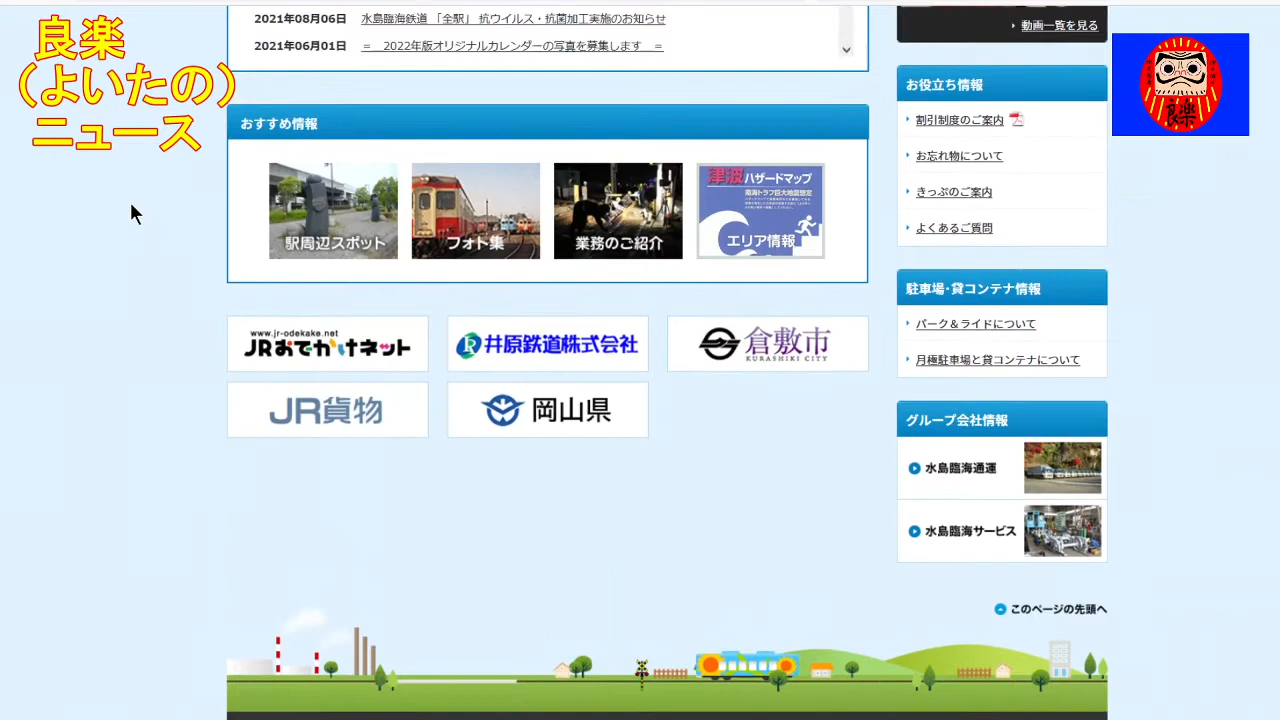 良楽
（よいたの）
ニュース
2021年08月06日 水島臨海鉄道 「全駅」 抗ウイルス・抗菌加工実施のお知らせ
2021年06月01日 ＝　2022年版オリジナルカレンダーの写真を募集します　＝
おすすめ情報
駅周辺スポット
フォト集
業務のご紹介
津波ハザードマップ
南海トラフ巨大地震想定
エリア情報
www.jr-odekake.net
JRおでかけネット
井原鉄道株式会社
倉敷市
KURASHIKI CITY
JR貨物
岡山県
動画一覧を見る
お役立ち情報
割引制度のご案内
お忘れ物について
きっぷのご案内
よくあるご質問
駐車場･貸コンテナ情報
パーク＆ライドについて
月極駐車場と貸コンテナについて
グループ会社情報
水島臨海通運
水島臨海サービス
このページの先頭へ
良楽